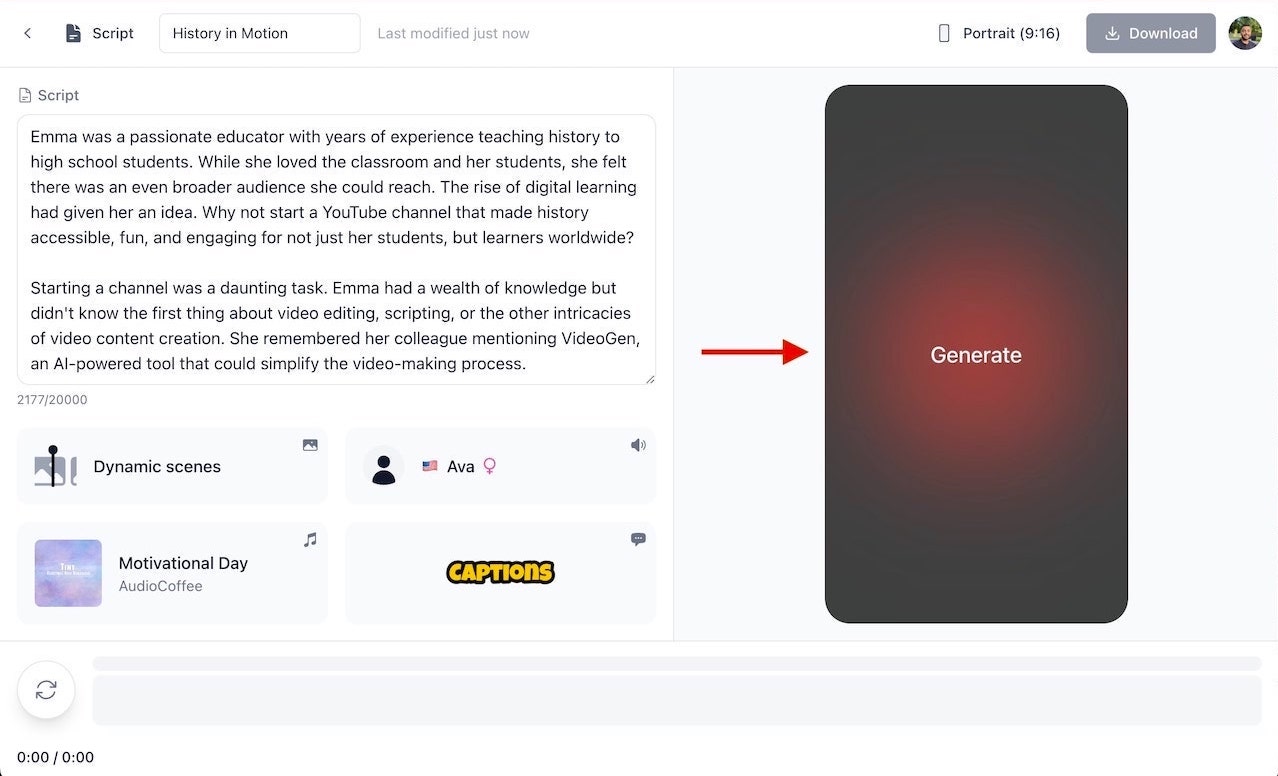 Script
History in Motion
Last modified just now
Portrait (9:16)
Download
Script
Emma was a passionate educator with years of experience teaching history to
high school students. While she loved the classroom and her students, she felt
there was an even broader audience she could reach. The rise of digital learning
had given her an idea. Why not start a YouTube channel that made history
accessible, fun, and engaging for not just her students, but learners worldwide?
Starting a channel was a daunting task. Emma had a wealth of knowledge but
didn't know the first thing about video editing, scripting, or the other intricacies
of video content creation. She remembered her colleague mentioning VideoGen,
an AI-powered tool that could simplify the video-making process.
2177/20000
Dynamic scenes
Ava
Motivational Day
AudioCoffee
CAPTIONS
Generate
0:00 / 0:00